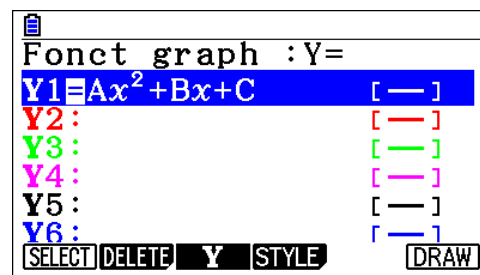 Fonct graph :Y=
Y1=Ax²+Bx+C [—]
Y2: [—]
Y3: [—]
Y4: [—]
Y5: [—]
Y6: [—]
SELECT DELETE Y STYLE DRAW